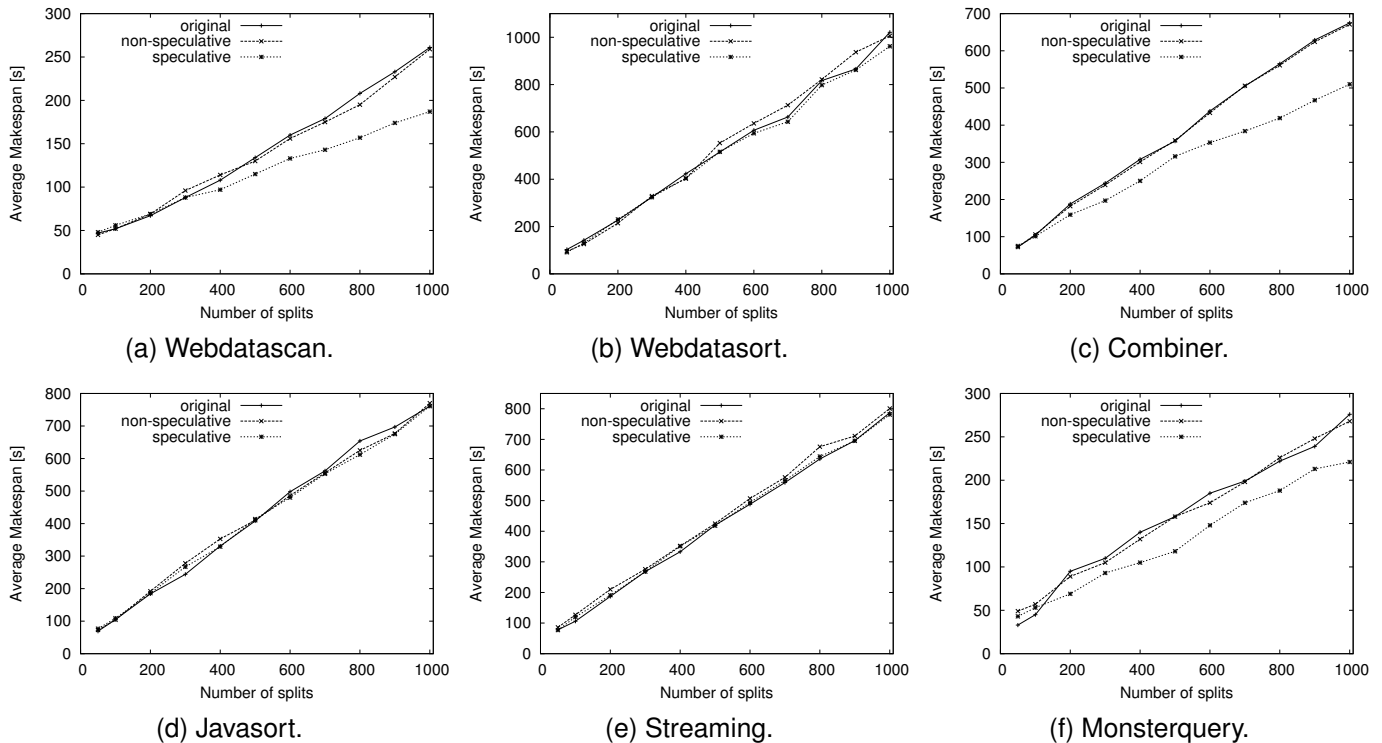 300
250
200
150
100
50
0
Average Makespan [s]
original
non-speculative
speculative
0 200 400 600 800 1000
Number of splits
(a) Webdatascan.
1000
800
600
400
200
0
Average Makespan [s]
original
non-speculative
speculative
0 200 400 600 800 1000
Number of splits
(b) Webdatasort.
700
600
500
400
300
200
100
0
Average Makespan [s]
original
non-speculative
speculative
0 200 400 600 800 1000
Number of splits
(c) Combiner.
800
700
600
500
400
300
200
100
0
Average Makespan [s]
original
non-speculative
speculative
0 200 400 600 800 1000
Number of splits
(d) Javasort.
800
700
600
500
400
300
200
100
0
Average Makespan [s]
original
non-speculative
speculative
0 200 400 600 800 1000
Number of splits
(e) Streaming.
300
250
200
150
100
50
0
Average Makespan [s]
original
non-speculative
speculative
0 200 400 600 800 1000
Number of splits
(f) Monsterquery.